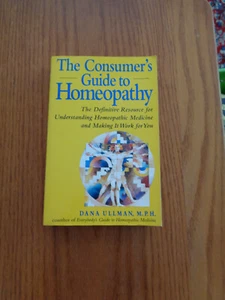 The Consumer's
Guide to
Homeopathy
The Definitive Resource for
Understanding Homeopathic Medicine
and Making It Work for You
DANA ULLMAN, M.P.H.
coauthor of Everybody's Guide to Homeopathic Medicine